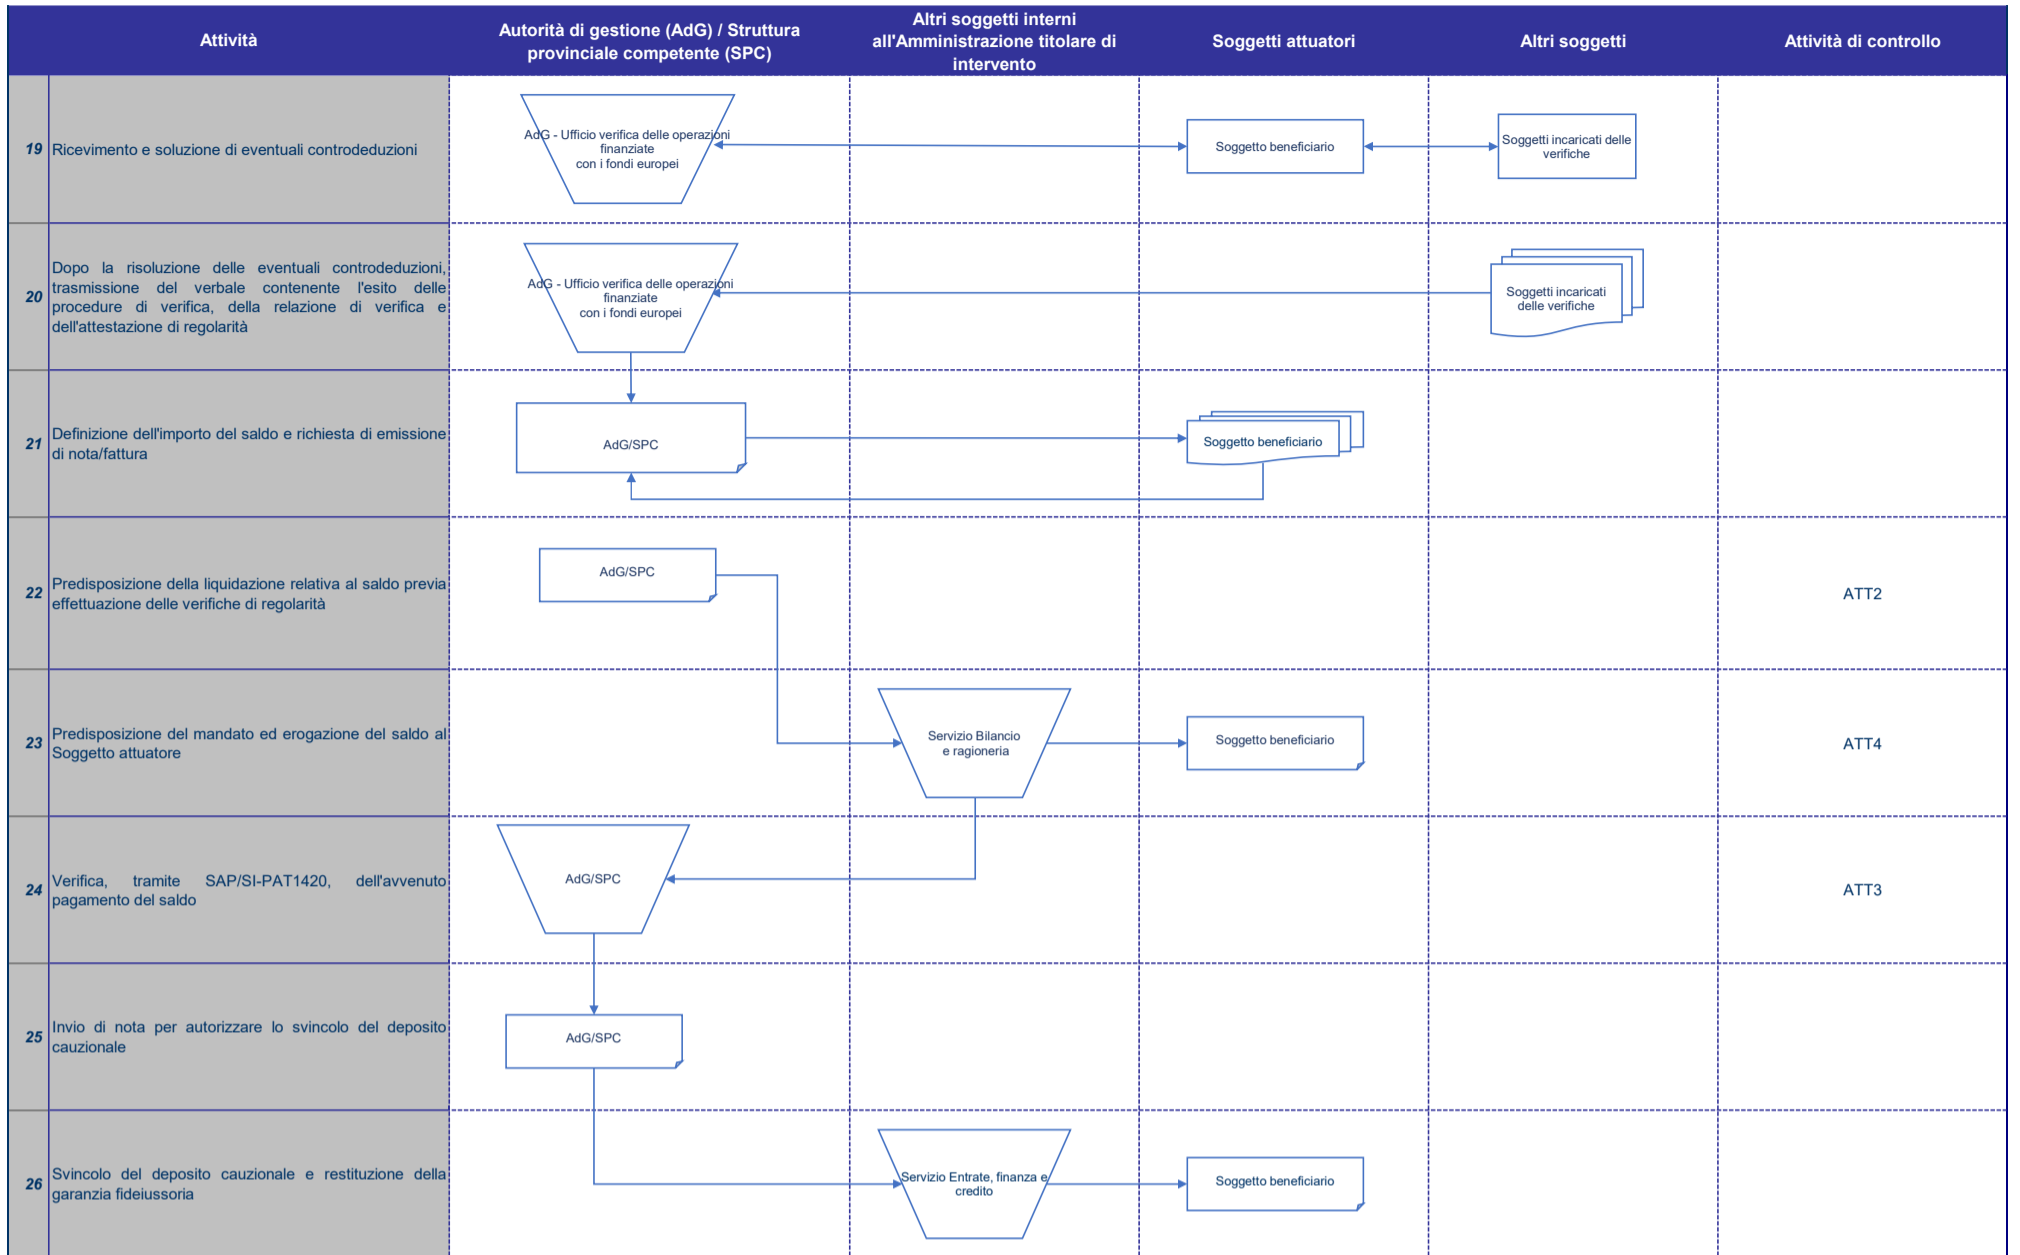 Attività
Autorità di gestione (AdG) / Struttura
provinciale competente (SPC)
Altri soggetti interni
all'Amministrazione titolare di
intervento
Soggetti attuatori
Altri soggetti
Attività di controllo
19
Ricevimento e soluzione di eventuali controdeduzioni
AdG - Ufficio verifica delle operazioni
finanziate
con i fondi europei
Soggetto beneficiario
Soggetti incaricati delle
verifiche
20
Dopo la risoluzione delle eventuali controdeduzioni,
trasmissione del verbale contenente l'esito delle
procedure di verifica, della relazione di verifica e
dell'attestazione di regolarità
AdG - Ufficio verifica delle operazioni
finanziate
con i fondi europei
Soggetti incaricati
delle verifiche
21
Definizione dell'importo del saldo e richiesta di emissione
di nota/fattura
AdG/SPC
Soggetto beneficiario
22
Predisposizione della liquidazione relativa al saldo previa
effettuazione delle verifiche di regolarità
AdG/SPC
ATT2
23
Predisposizione del mandato ed erogazione del saldo al
Soggetto attuatore
Servizio Bilancio
e ragioneria
Soggetto beneficiario
ATT4
24
Verifica, tramite SAP/SI-PAT1420, dell'avvenuto
pagamento del saldo
AdG/SPC
ATT3
25
Invio di nota per autorizzare lo svincolo del deposito
cauzionale
AdG/SPC
26
Svincolo del deposito cauzionale e restituzione della
garanzia fideiussoria
Servizio Entrate, finanza e
credito
Soggetto beneficiario